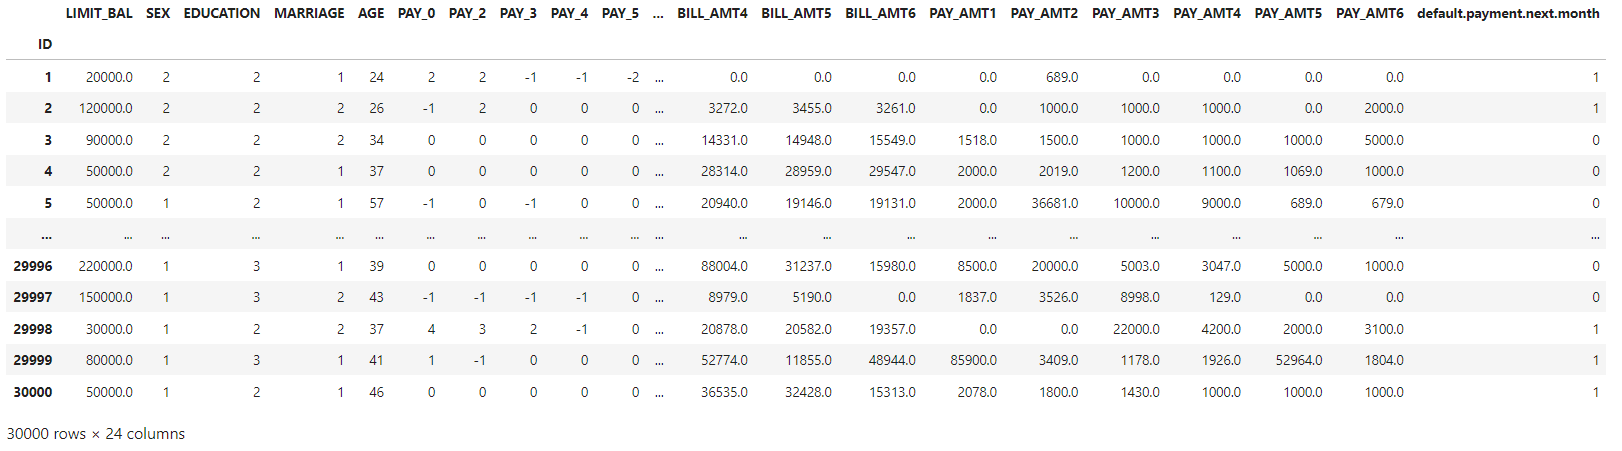 LIMIT_BAL SEX EDUCATION MARRIAGE AGE PAY_0 PAY_2 PAY_3 PAY_4 PAY_5 ... BILL_AMT4 BILL_AMT5 BILL_AMT6 PAY_AMT1 PAY_AMT2 PAY_AMT3 PAY_AMT4 PAY_AMT5 PAY_AMT6 default.payment.next.month
ID
1 20000.0 2 2 1 24 2 2 -1 -1 -2 ... 0.0 0.0 0.0 0.0 689.0 0.0 0.0 0.0 0.0 1
2 120000.0 2 2 2 26 -1 2 0 0 0 ... 3272.0 3455.0 3261.0 0.0 1000.0 1000.0 1000.0 0.0 2000.0 1
3 90000.0 2 2 2 34 0 0 0 0 0 ... 14331.0 14948.0 15549.0 1518.0 1500.0 1000.0 1000.0 1000.0 5000.0 0
4 50000.0 2 2 1 37 0 0 0 0 0 ... 28314.0 28959.0 29547.0 2000.0 2019.0 1200.0 1100.0 1069.0 1000.0 0
5 50000.0 1 2 1 57 -1 0 -1 0 0 ... 20940.0 19146.0 19131.0 2000.0 36681.0 10000.0 9000.0 689.0 679.0 0
... ... ... ... ... ... ... ... ... ... ... ... ... ... ... ... ... ... ... ... ... ...
29996 220000.0 1 3 1 39 0 0 0 0 0 ... 88004.0 31237.0 15980.0 8500.0 20000.0 5003.0 3047.0 5000.0 1000.0 0
29997 150000.0 1 3 2 43 -1 -1 -1 -1 0 ... 8979.0 5190.0 0.0 1837.0 3526.0 8998.0 129.0 0.0 0.0 0
29998 30000.0 1 2 2 37 4 3 2 -1 0 ... 20878.0 20582.0 19357.0 0.0 0.0 22000.0 4200.0 2000.0 3100.0 1
29999 80000.0 1 3 1 41 1 -1 0 0 0 ... 52774.0 11855.0 48944.0 85900.0 3409.0 1178.0 1926.0 52964.0 1804.0 1
30000 50000.0 1 2 1 46 0 0 0 0 0 ... 36535.0 32428.0 15313.0 2078.0 1800.0 1430.0 1000.0 1000.0 1000.0 1
30000 rows × 24 columns